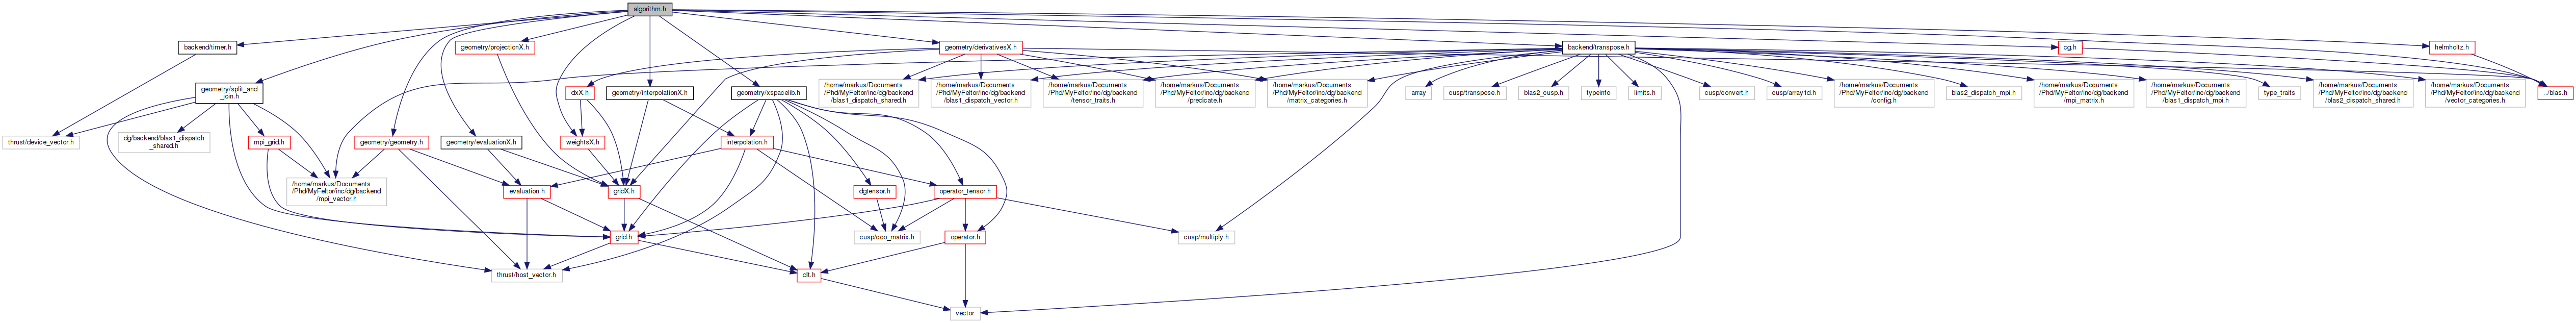 algorithm.h
backend/timer.h
geometry/projectionX.h
geometry/derivativesX.h
backend/transpose.h
cg.h
helmholtz.h
geometry/split_and
_join.h
dxX.h
geometry/interpolationX.h
geometry/xspacelib.h
/home/markus/Documents
/Phd/MyFeltor/inc/dg/backend
/blas1_dispatch_shared.h
/home/markus/Documents
/Phd/MyFeltor/inc/dg/backend
/blas1_dispatch_vector.h
/home/markus/Documents
/Phd/MyFeltor/inc/dg/backend
/tensor_traits.h
/home/markus/Documents
/Phd/MyFeltor/inc/dg/backend
/predicate.h
/home/markus/Documents
/Phd/MyFeltor/inc/dg/backend
/matrix_categories.h
array
cusp/transpose.h
blas2_cusp.h
typeinfo
limits.h
cusp/convert.h
cusp/array1d.h
/home/markus/Documents
/Phd/MyFeltor/inc/dg/backend
/config.h
blas2_dispatch_mpi.h
/home/markus/Documents
/Phd/MyFeltor/inc/dg/backend
/mpi_matrix.h
/home/markus/Documents
/Phd/MyFeltor/inc/dg/backend
/blas1_dispatch_mpi.h
type_traits
/home/markus/Documents
/Phd/MyFeltor/inc/dg/backend
/blas2_dispatch_shared.h
/home/markus/Documents
/Phd/MyFeltor/inc/dg/backend
/vector_categories.h
../blas.h
thrust/device_vector.h
dg/backend/blas1_dispatch
_shared.h
mpi_grid.h
geometry/geometry.h
geometry/evaluationX.h
weightsX.h
interpolation.h
/home/markus/Documents
/Phd/MyFeltor/inc/dg/backend
/mpi_vector.h
evaluation.h
gridX.h
dgtensor.h
operator_tensor.h
grid.h
cusp/coo_matrix.h
operator.h
cusp/multiply.h
thrust/host_vector.h
dlt.h
vector